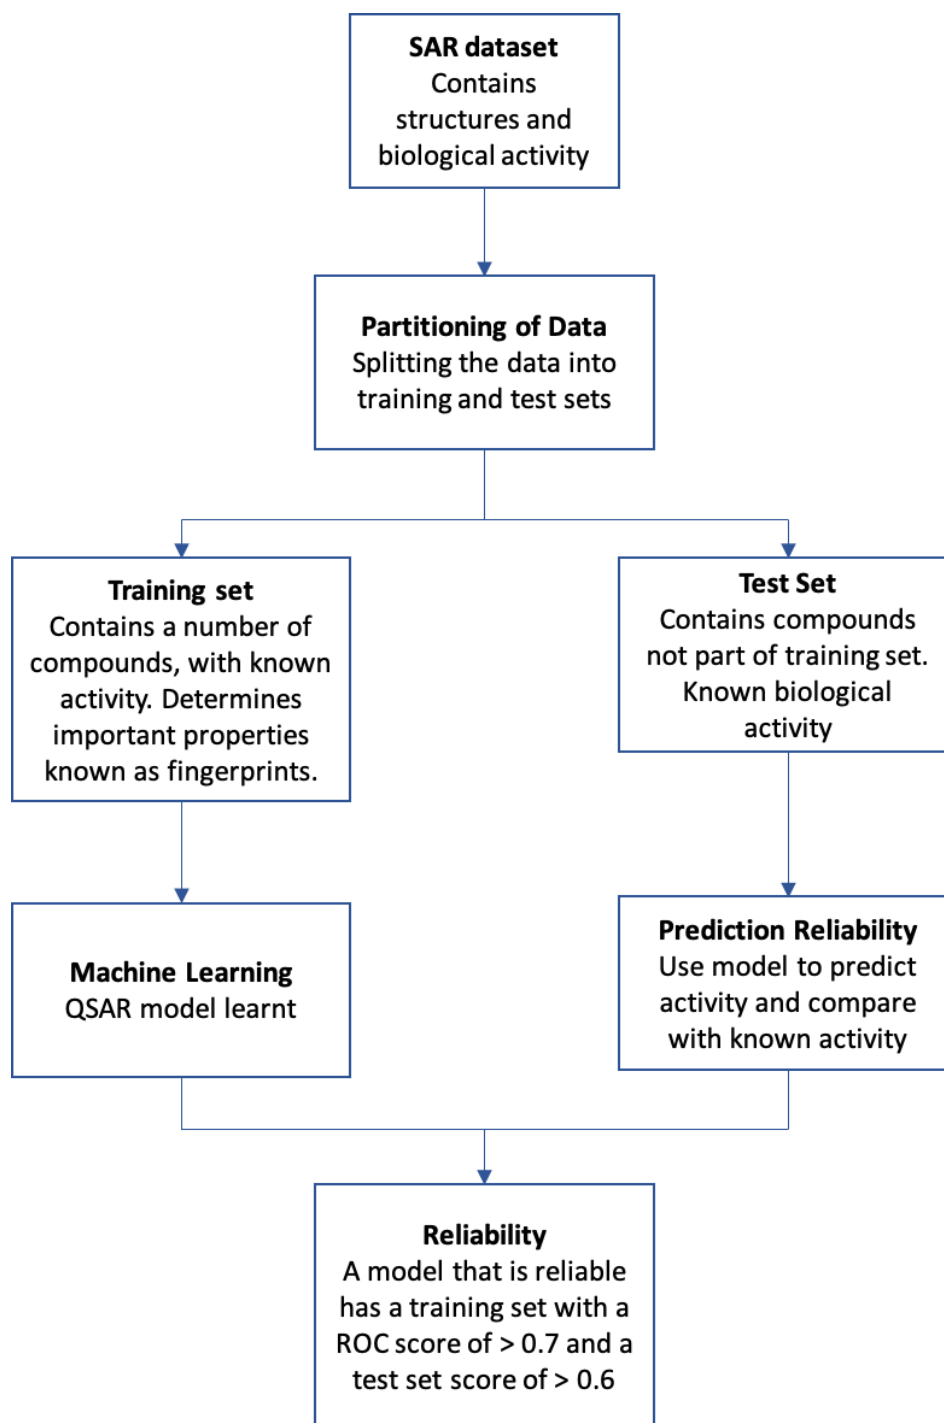 SAR dataset
Contains
structures and
biological activity
Partitioning of Data
Splitting the data into
training and test sets
Training set
Contains a number of
compounds, with known
activity. Determines
important properties
known as fingerprints.
Test Set
Contains compounds
not part of training set.
Known biological
activity
Machine Learning
QSAR model learnt
Prediction Reliability
Use model to predict
activity and compare
with known activity
Reliability
A model that is reliable
has a training set with a
ROC score of > 0.7 and a
test set score of > 0.6